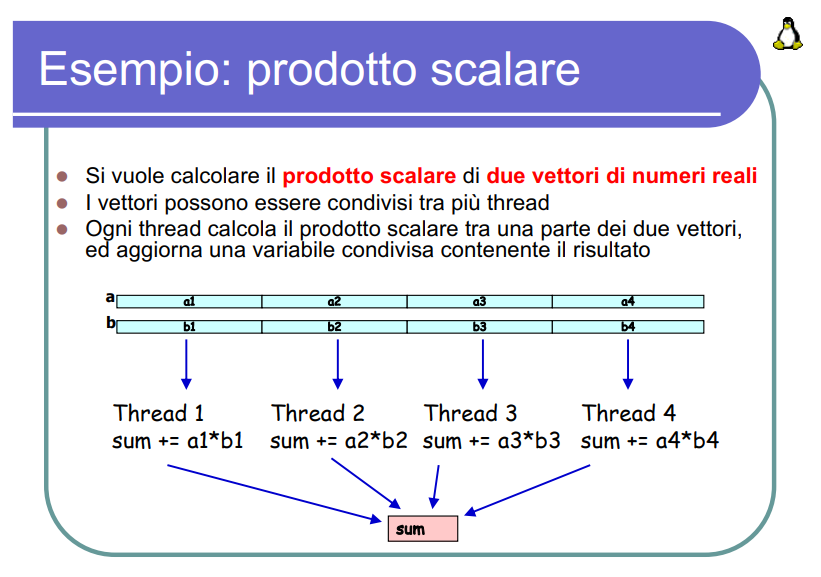 Esempio: prodotto scalare
Si vuole calcolare il prodotto scalare di due vettori di numeri reali
I vettori possono essere condivisi tra più thread
Ogni thread calcola il prodotto scalare tra una parte dei due vettori,
ed aggiorna una variabile condivisa contenente il risultato
a a1 a2 a3 a4
b b1 b2 b3 b4
Thread 1 Thread 2 Thread 3 Thread 4
sum += a1*b1 sum += a2*b2 sum += a3*b3 sum += a4*b4
sum